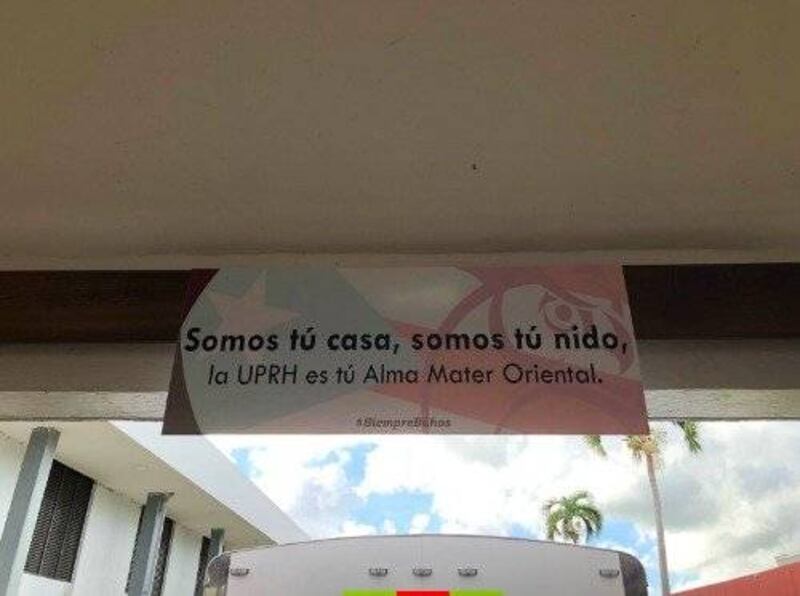 Somos tú casa, somos tú nido,
la UPRH es tú Alma Mater Oriental.
#SiempreBúhos